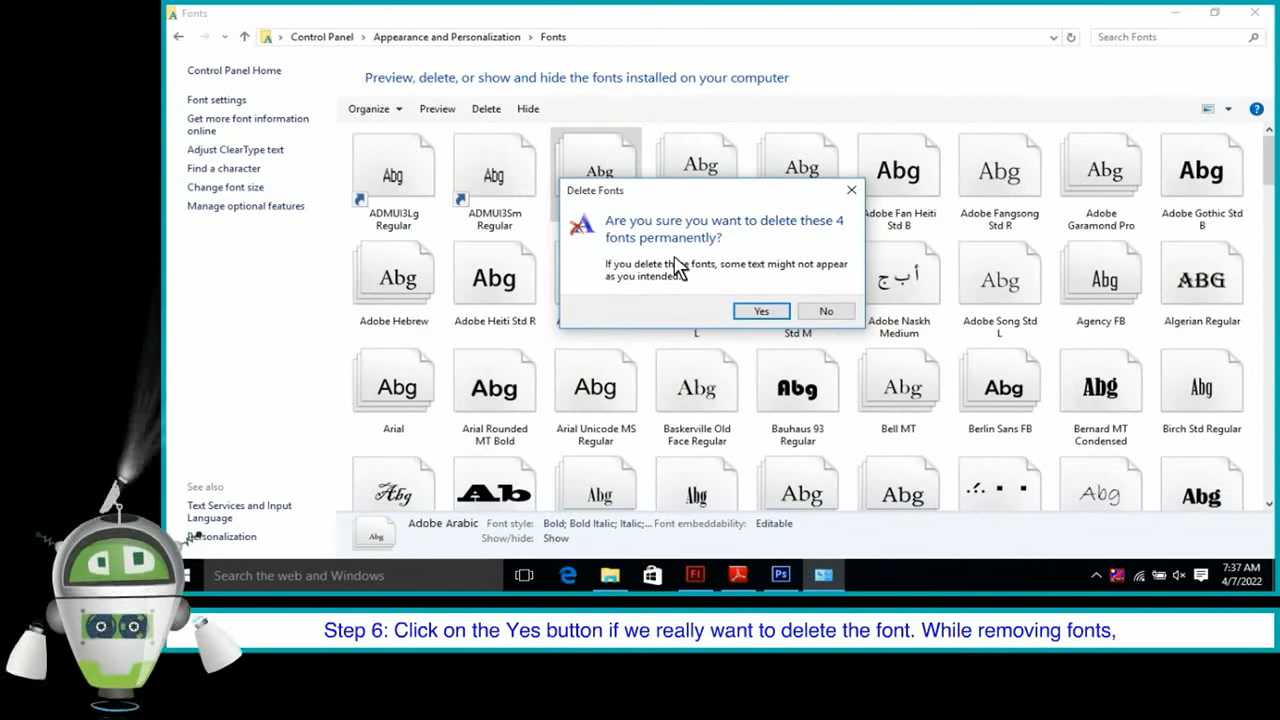 Fonts
Control Panel > Appearance and Personalization > Fonts
Search Fonts
Control Panel Home
Font settings
Get more font information
online
Adjust ClearType text
Find a character
Change font size
Manage optional features
See also
Text Services and Input
Language
Personalization
Preview, delete, or show and hide the fonts installed on your computer
Organize Preview Delete Hide
Abg Abg Abg Abg Abg Abg Abg Abg Abg
ADMUI3Lg
Regular
ADMUI3Sm
Regular
Adobe Fan Heiti
Std B
Adobe Fangsong
Std R
Adobe
Garamond Pro
Adobe Gothic Std
B
Delete Fonts
Are you sure you want to delete these 4
fonts permanently?
If you delete fonts, some text might not appear
as you intended.
Yes No
Abg Abg أب ج Abg Abg ABG
Adobe Hebrew
Adobe Heiti Std R
L
Std M
Adobe Naskh
Medium
Adobe Song Std
L
Agency FB
Algerian Regular
Abg Abg Abg Abg Abg Abg Abg Abg Abg
Arial
Arial Rounded
MT Bold
Arial Unicode MS
Regular
Baskerville Old
Face Regular
Bauhaus 93
Regular
Bell MT
Berlin Sans FB
Bernard MT
Condensed
Birch Std Regular
Abg Ab Abg Abg Abg Abg Abg Abg
Abg
Adobe Arabic Font style: Bold; Bold Italic; Italic;... Font embeddability: Editable
Show/hide: Show
Search the web and Windows
7:37 AM
4/7/2022
Step 6: Click on the Yes button if we really want to delete the font. While removing fonts,